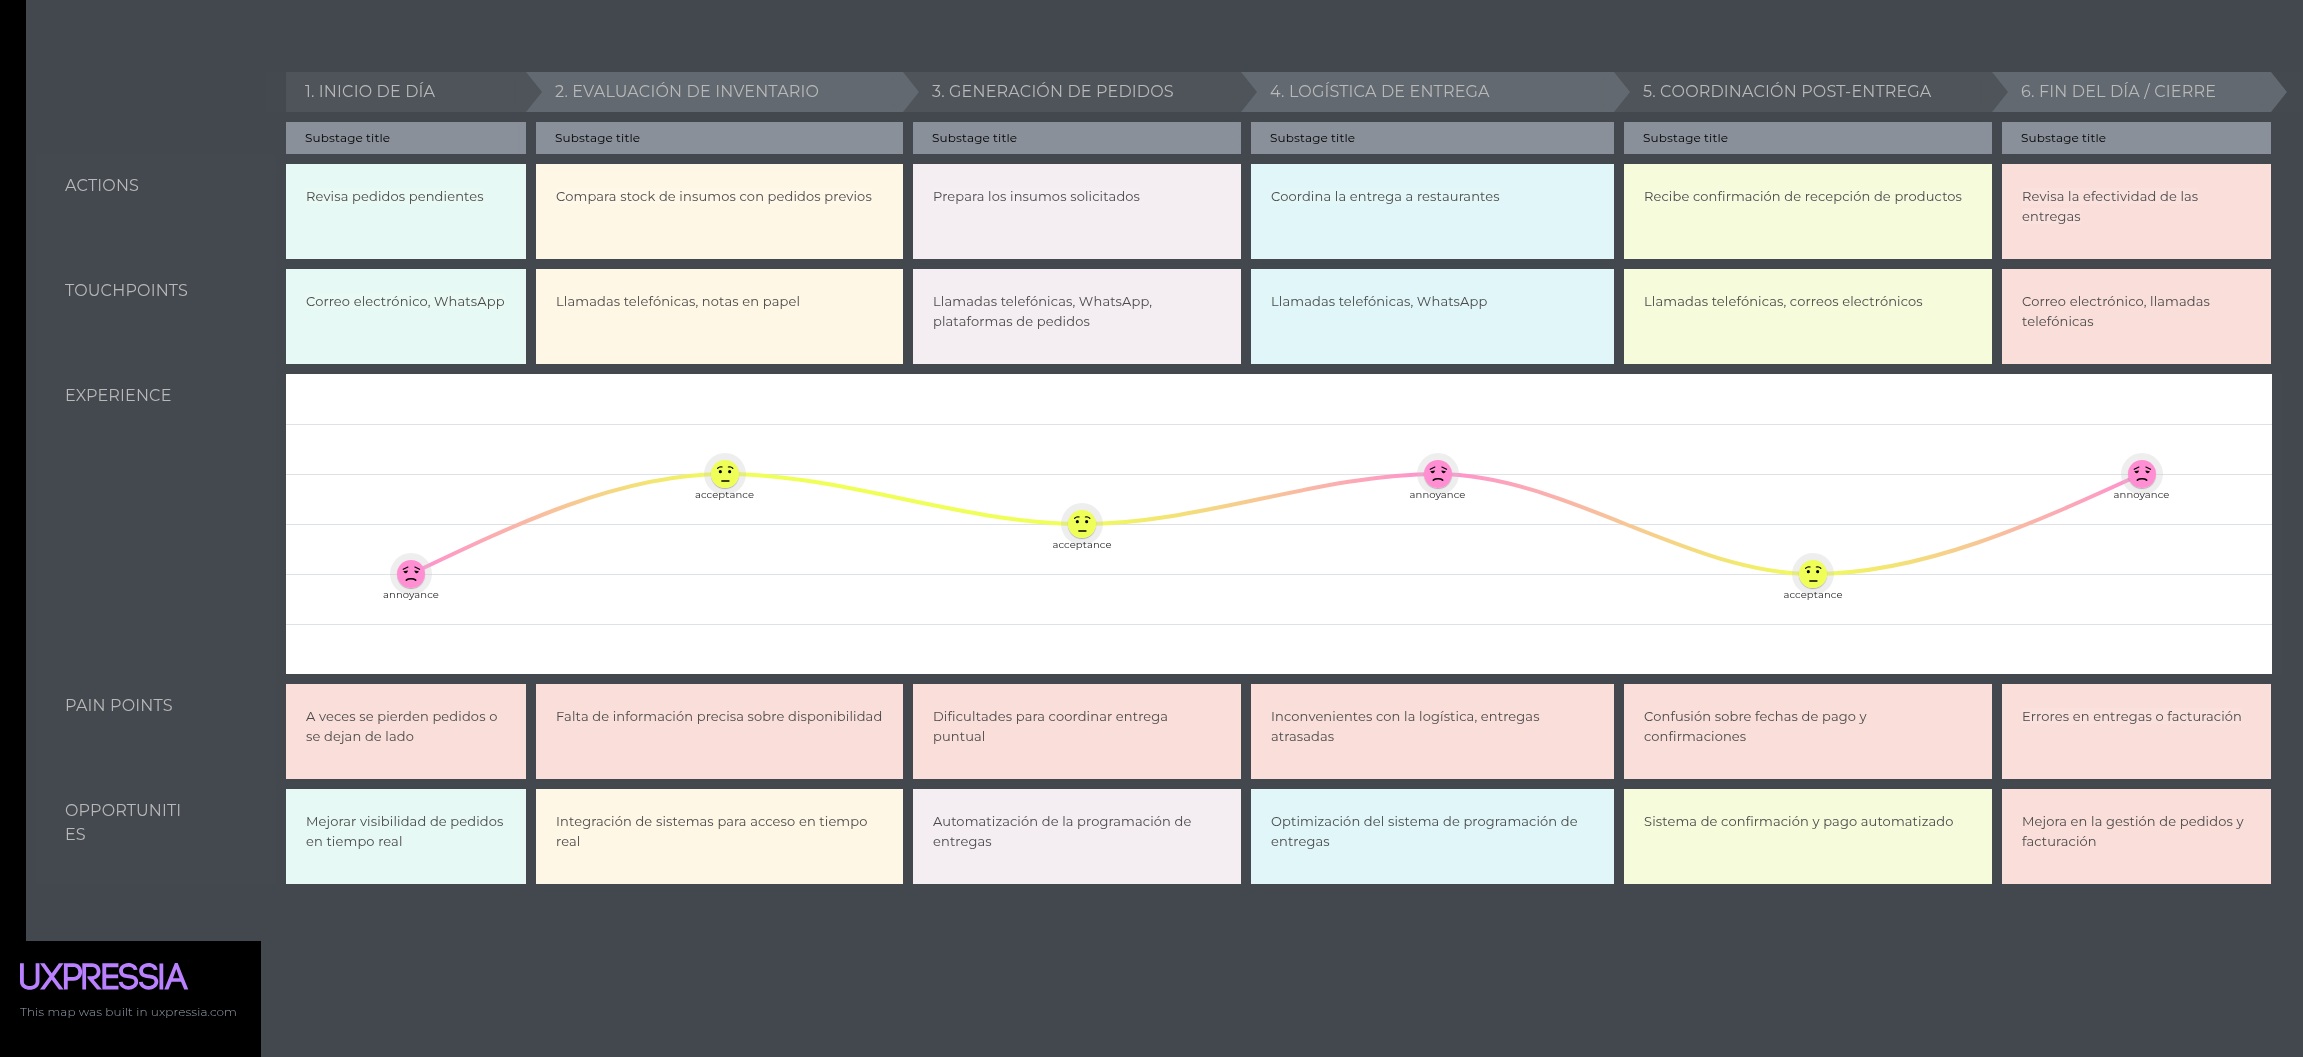 1. INICIO DE DÍA
2. EVALUACIÓN DE INVENTARIO
3. GENERACIÓN DE PEDIDOS
4. LOGÍSTICA DE ENTREGA
5. COORDINACIÓN POST-ENTREGA
6. FIN DEL DÍA / CIERRE
Substage title
Substage title
Substage title
Substage title
Substage title
Substage title
ACTIONS
Revisa pedidos pendientes
Compara stock de insumos con pedidos previos
Prepara los insumos solicitados
Coordina la entrega a restaurantes
Recibe confirmación de recepción de productos
Revisa la efectividad de las
entregas
TOUCHPOINTS
Correo electrónico, WhatsApp
Llamadas telefónicas, notas en papel
Llamadas telefónicas, WhatsApp,
plataformas de pedidos
Llamadas telefónicas, WhatsApp
Llamadas telefónicas, correos electrónicos
Correo electrónico, llamadas
telefónicas
EXPERIENCE
annoyance
acceptance
acceptance
annoyance
acceptance
annoyance
PAIN POINTS
A veces se pierden pedidos o
se dejan de lado
Falta de información precisa sobre disponibilidad
Dificultades para coordinar entrega
puntual
Inconvenientes con la logística, entregas
atrasadas
Confusión sobre fechas de pago y
confirmaciones
Errores en entregas o facturación
OPPORTUNITI
ES
Mejorar visibilidad de pedidos
en tiempo real
Integración de sistemas para acceso en tiempo
real
Automatización de la programación de
entregas
Optimización del sistema de programación de
entregas
Sistema de confirmación y pago automatizado
Mejora en la gestión de pedidos y
facturación
UXPRESSIA
This map was built in uxpressia.com